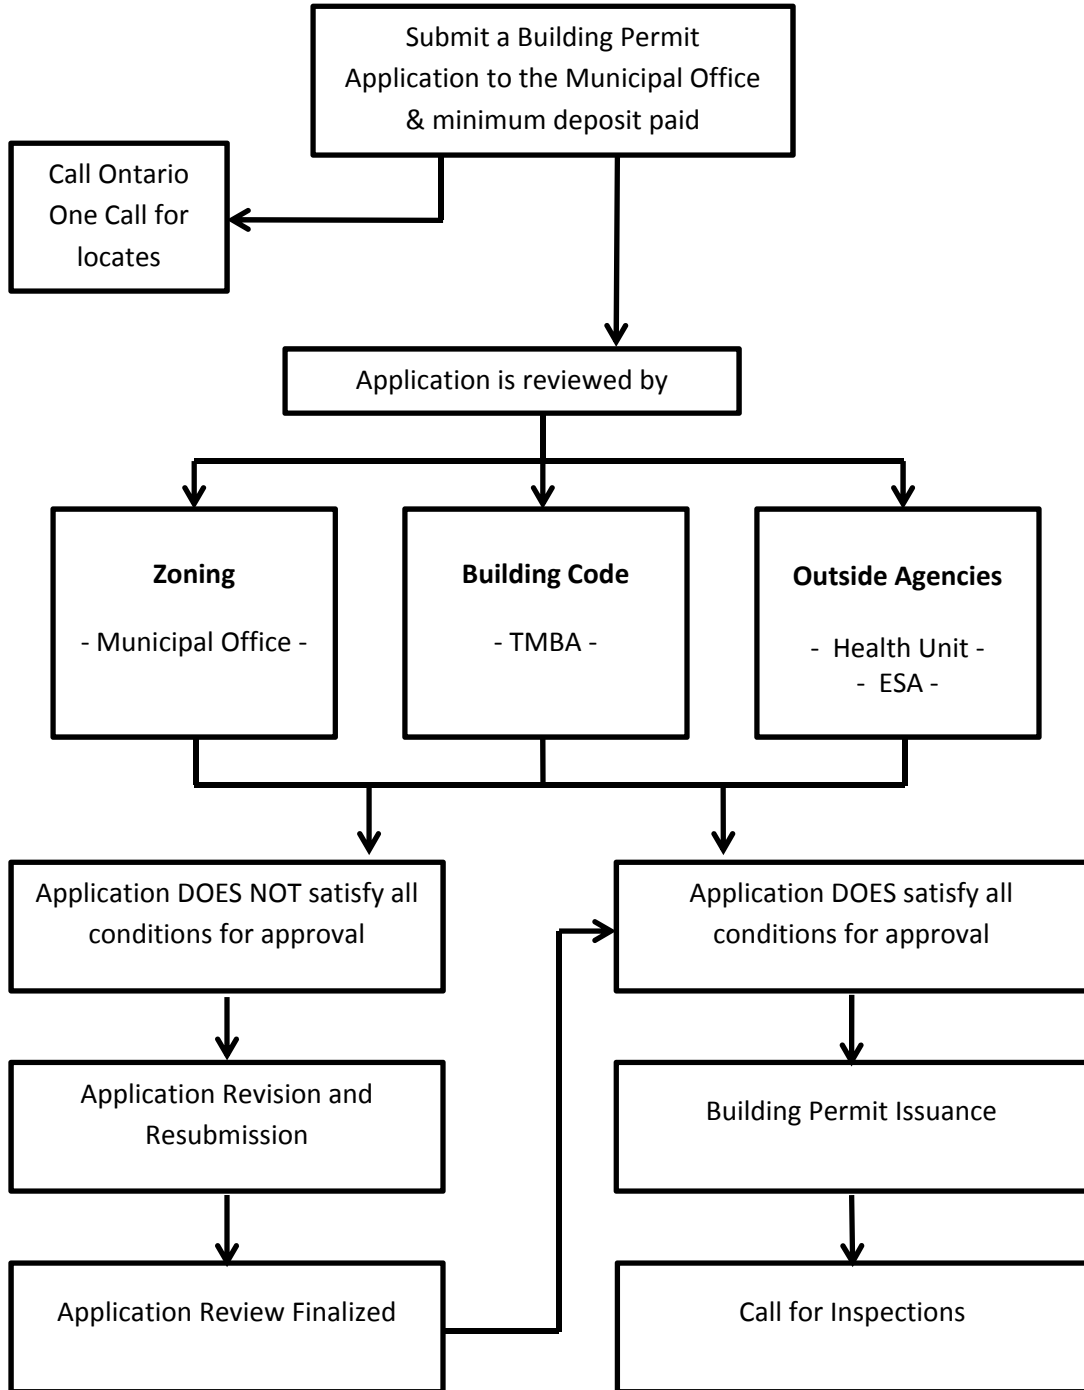 Submit a Building Permit
Application to the Municipal Office
& minimum deposit paid
Call Ontario
One Call for
locates
Application is reviewed by
Zoning
- Municipal Office -
Building Code
- TMBA -
Outside Agencies
- Health Unit -
- ESA -
Application DOES NOT satisfy all
conditions for approval
Application DOES satisfy all
conditions for approval
Application Revision and
Resubmission
Building Permit Issuance
Application Review Finalized
Call for Inspections